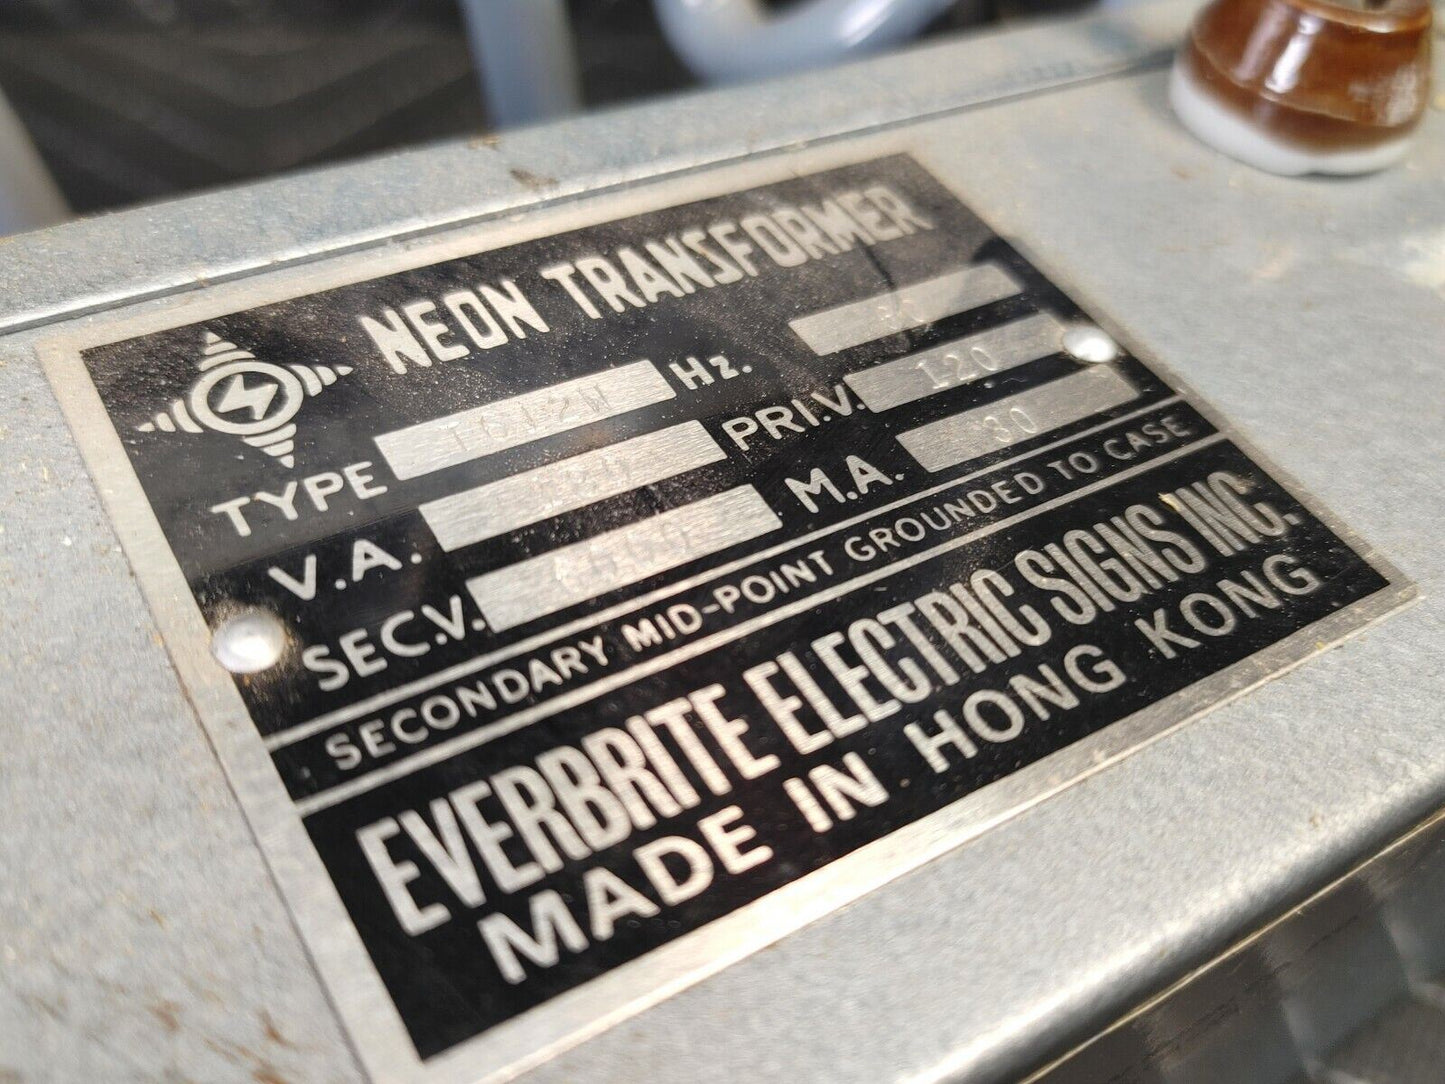 NEON TRANSFORMER
TYPE T612W Hz.
V.A. PRI.V. 120
SEC.V. M.A. 30
SECONDARY MID-POINT GROUNDED TO CASE
EVERBRITE ELECTRIC SIGNS INC.
MADE IN HONG KONG